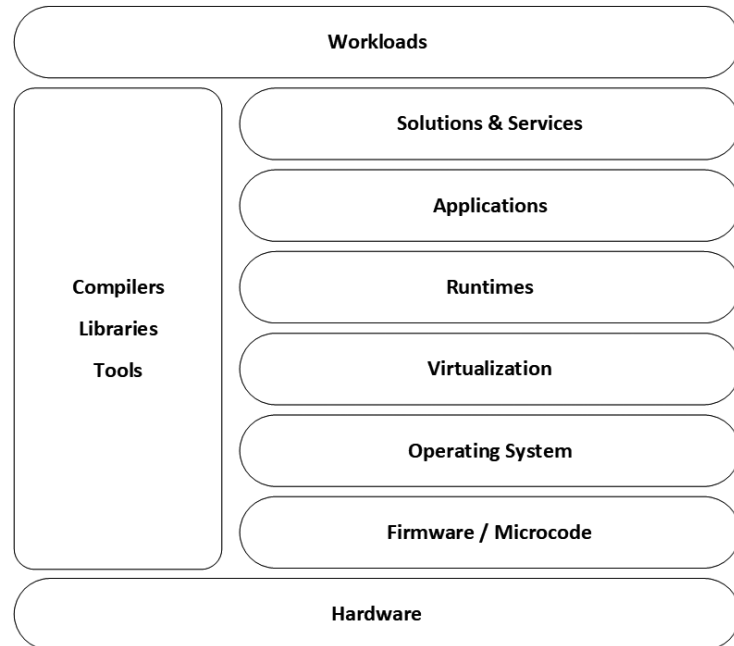 Workloads
Solutions & Services
Applications
Compilers
Libraries
Tools
Runtimes
Virtualization
Operating System
Firmware / Microcode
Hardware